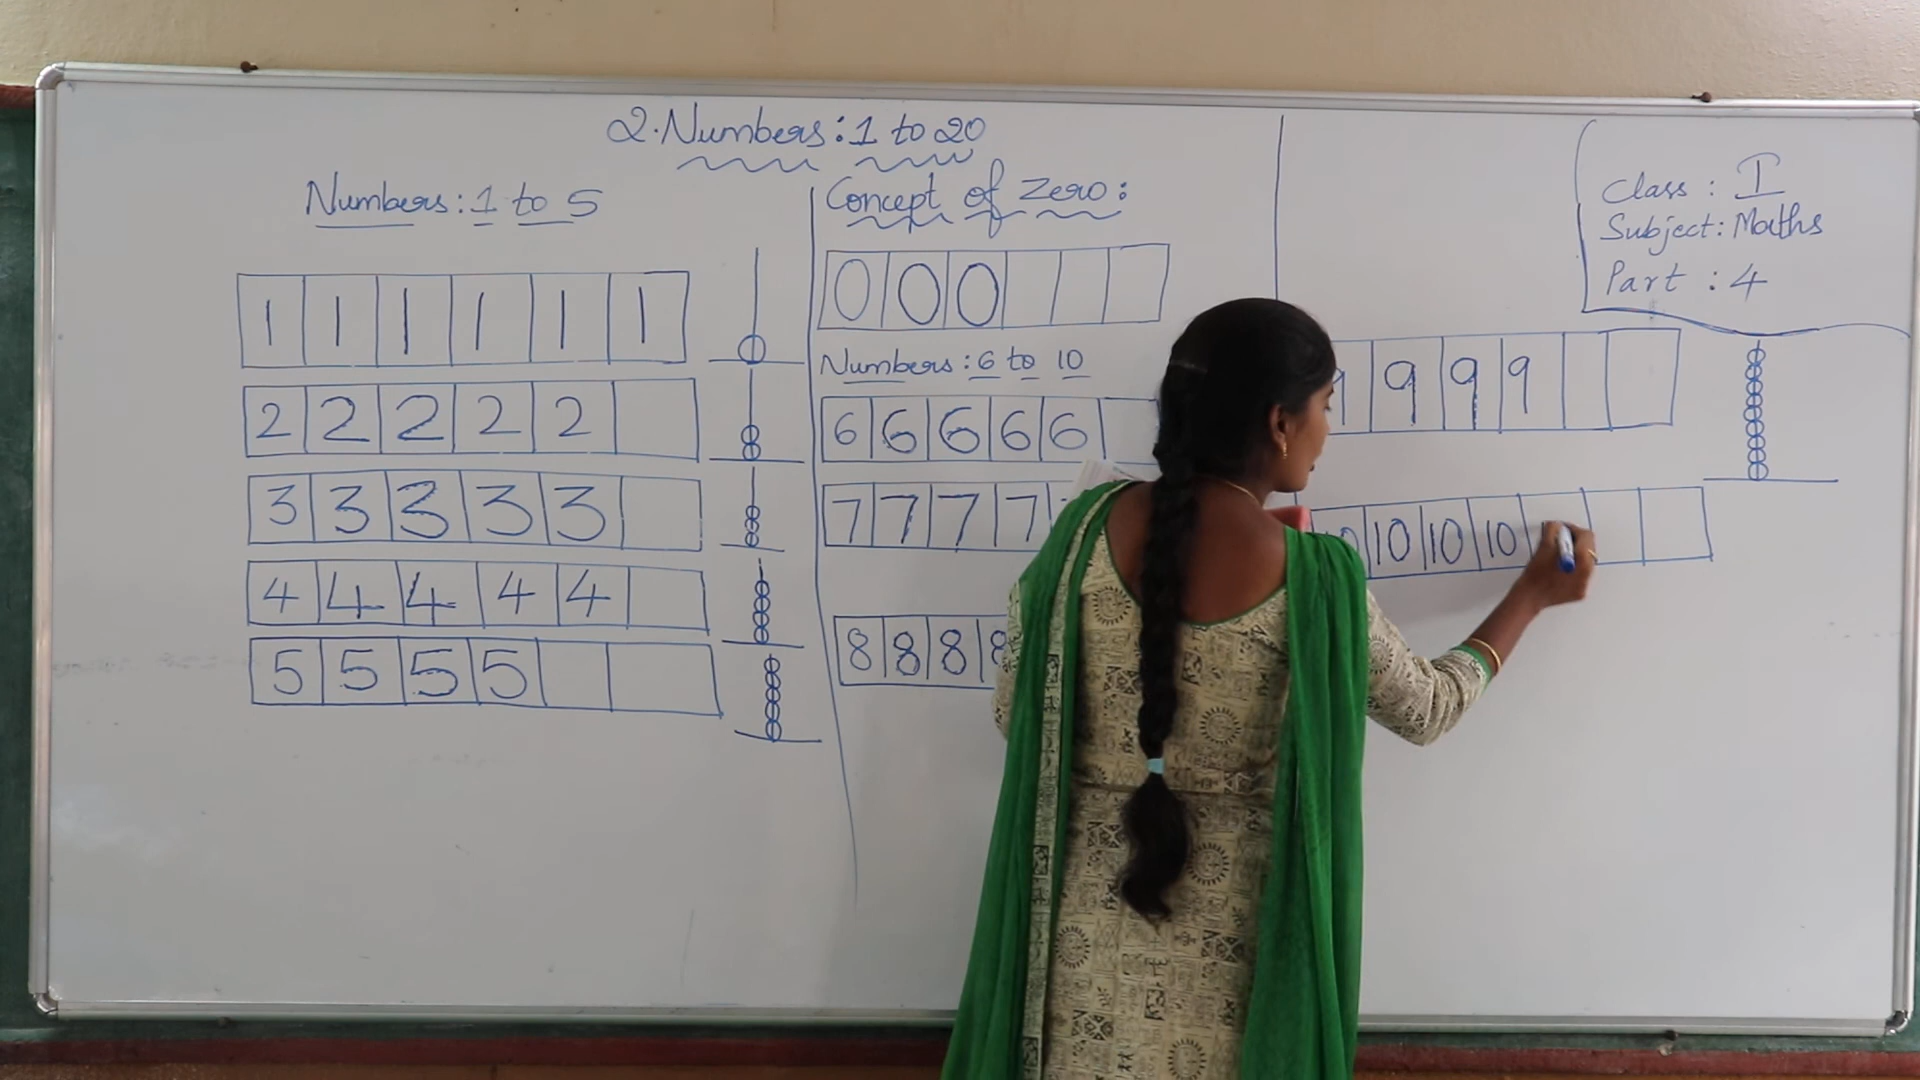 2. Numbers: 1 to 20
Numbers: 1 to 5
1 1 1 1 1 1
2 2 2 2 2
3 3 3 3 3
4 4 4 4 4
5 5 5 5
Concept of Zero:
0 0 0
Numbers: 6 to 10
6 6 6 6 6
7 7 7 7
8 8 8 8
Class: I
Subject: Maths
Part: 4
9 9 9 9
10 10 10